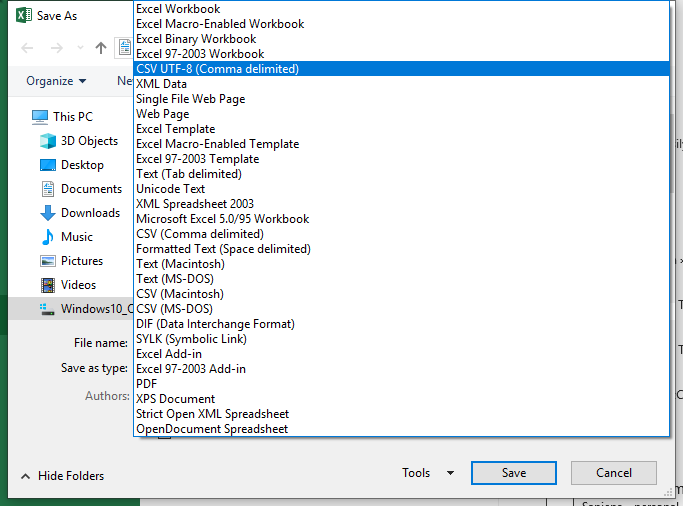 Save As
Excel Workbook
Excel Macro-Enabled Workbook
Excel Binary Workbook
Excel 97-2003 Workbook
CSV UTF-8 (Comma delimited)
XML Data
Single File Web Page
Web Page
Excel Template
Excel Macro-Enabled Template
Excel 97-2003 Template
Text (Tab delimited)
Unicode Text
XML Spreadsheet 2003
Microsoft Excel 5.0/95 Workbook
CSV (Comma delimited)
Formatted Text (Space delimited)
Text (Macintosh)
Text (MS-DOS)
CSV (Macintosh)
CSV (MS-DOS)
DIF (Data Interchange Format)
SYLK (Symbolic Link)
Excel Add-in
Excel 97-2003 Add-in
PDF
XPS Document
Strict Open XML Spreadsheet
OpenDocument Spreadsheet
Organize
This PC
3D Objects
Desktop
Documents
Downloads
Music
Pictures
Videos
Windows10_
File name:
Save as type:
Authors:
Hide Folders
Tools
Save
Cancel